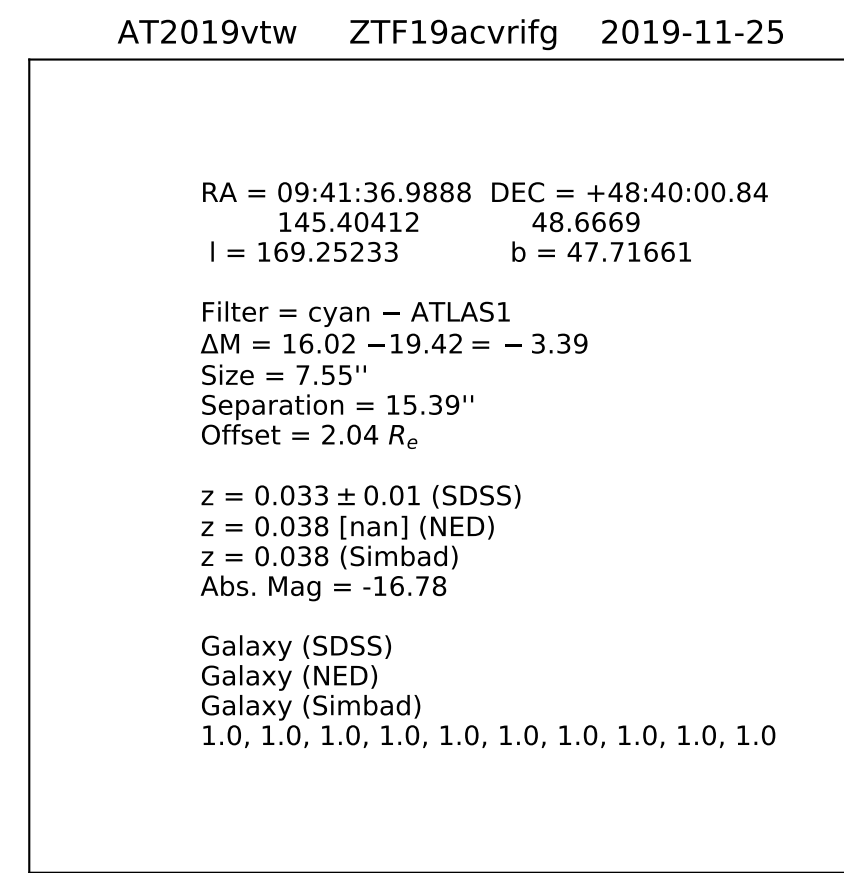 AT2019vtw ZTF19acvrifg 2019-11-25
RA = 09:41:36.9888 DEC = +48:40:00.84
145.40412 48.6669
l = 169.25233 b = 47.71661
Filter = cyan − ATLAS1
ΔM = 16.02 −19.42 = − 3.39
Size = 7.55''
Separation = 15.39''
Offset = 2.04 Rₑ
z = 0.033 ± 0.01 (SDSS)
z = 0.038 [nan] (NED)
z = 0.038 (Simbad)
Abs. Mag = -16.78
Galaxy (SDSS)
Galaxy (NED)
Galaxy (Simbad)
1.0, 1.0, 1.0, 1.0, 1.0, 1.0, 1.0, 1.0, 1.0, 1.0